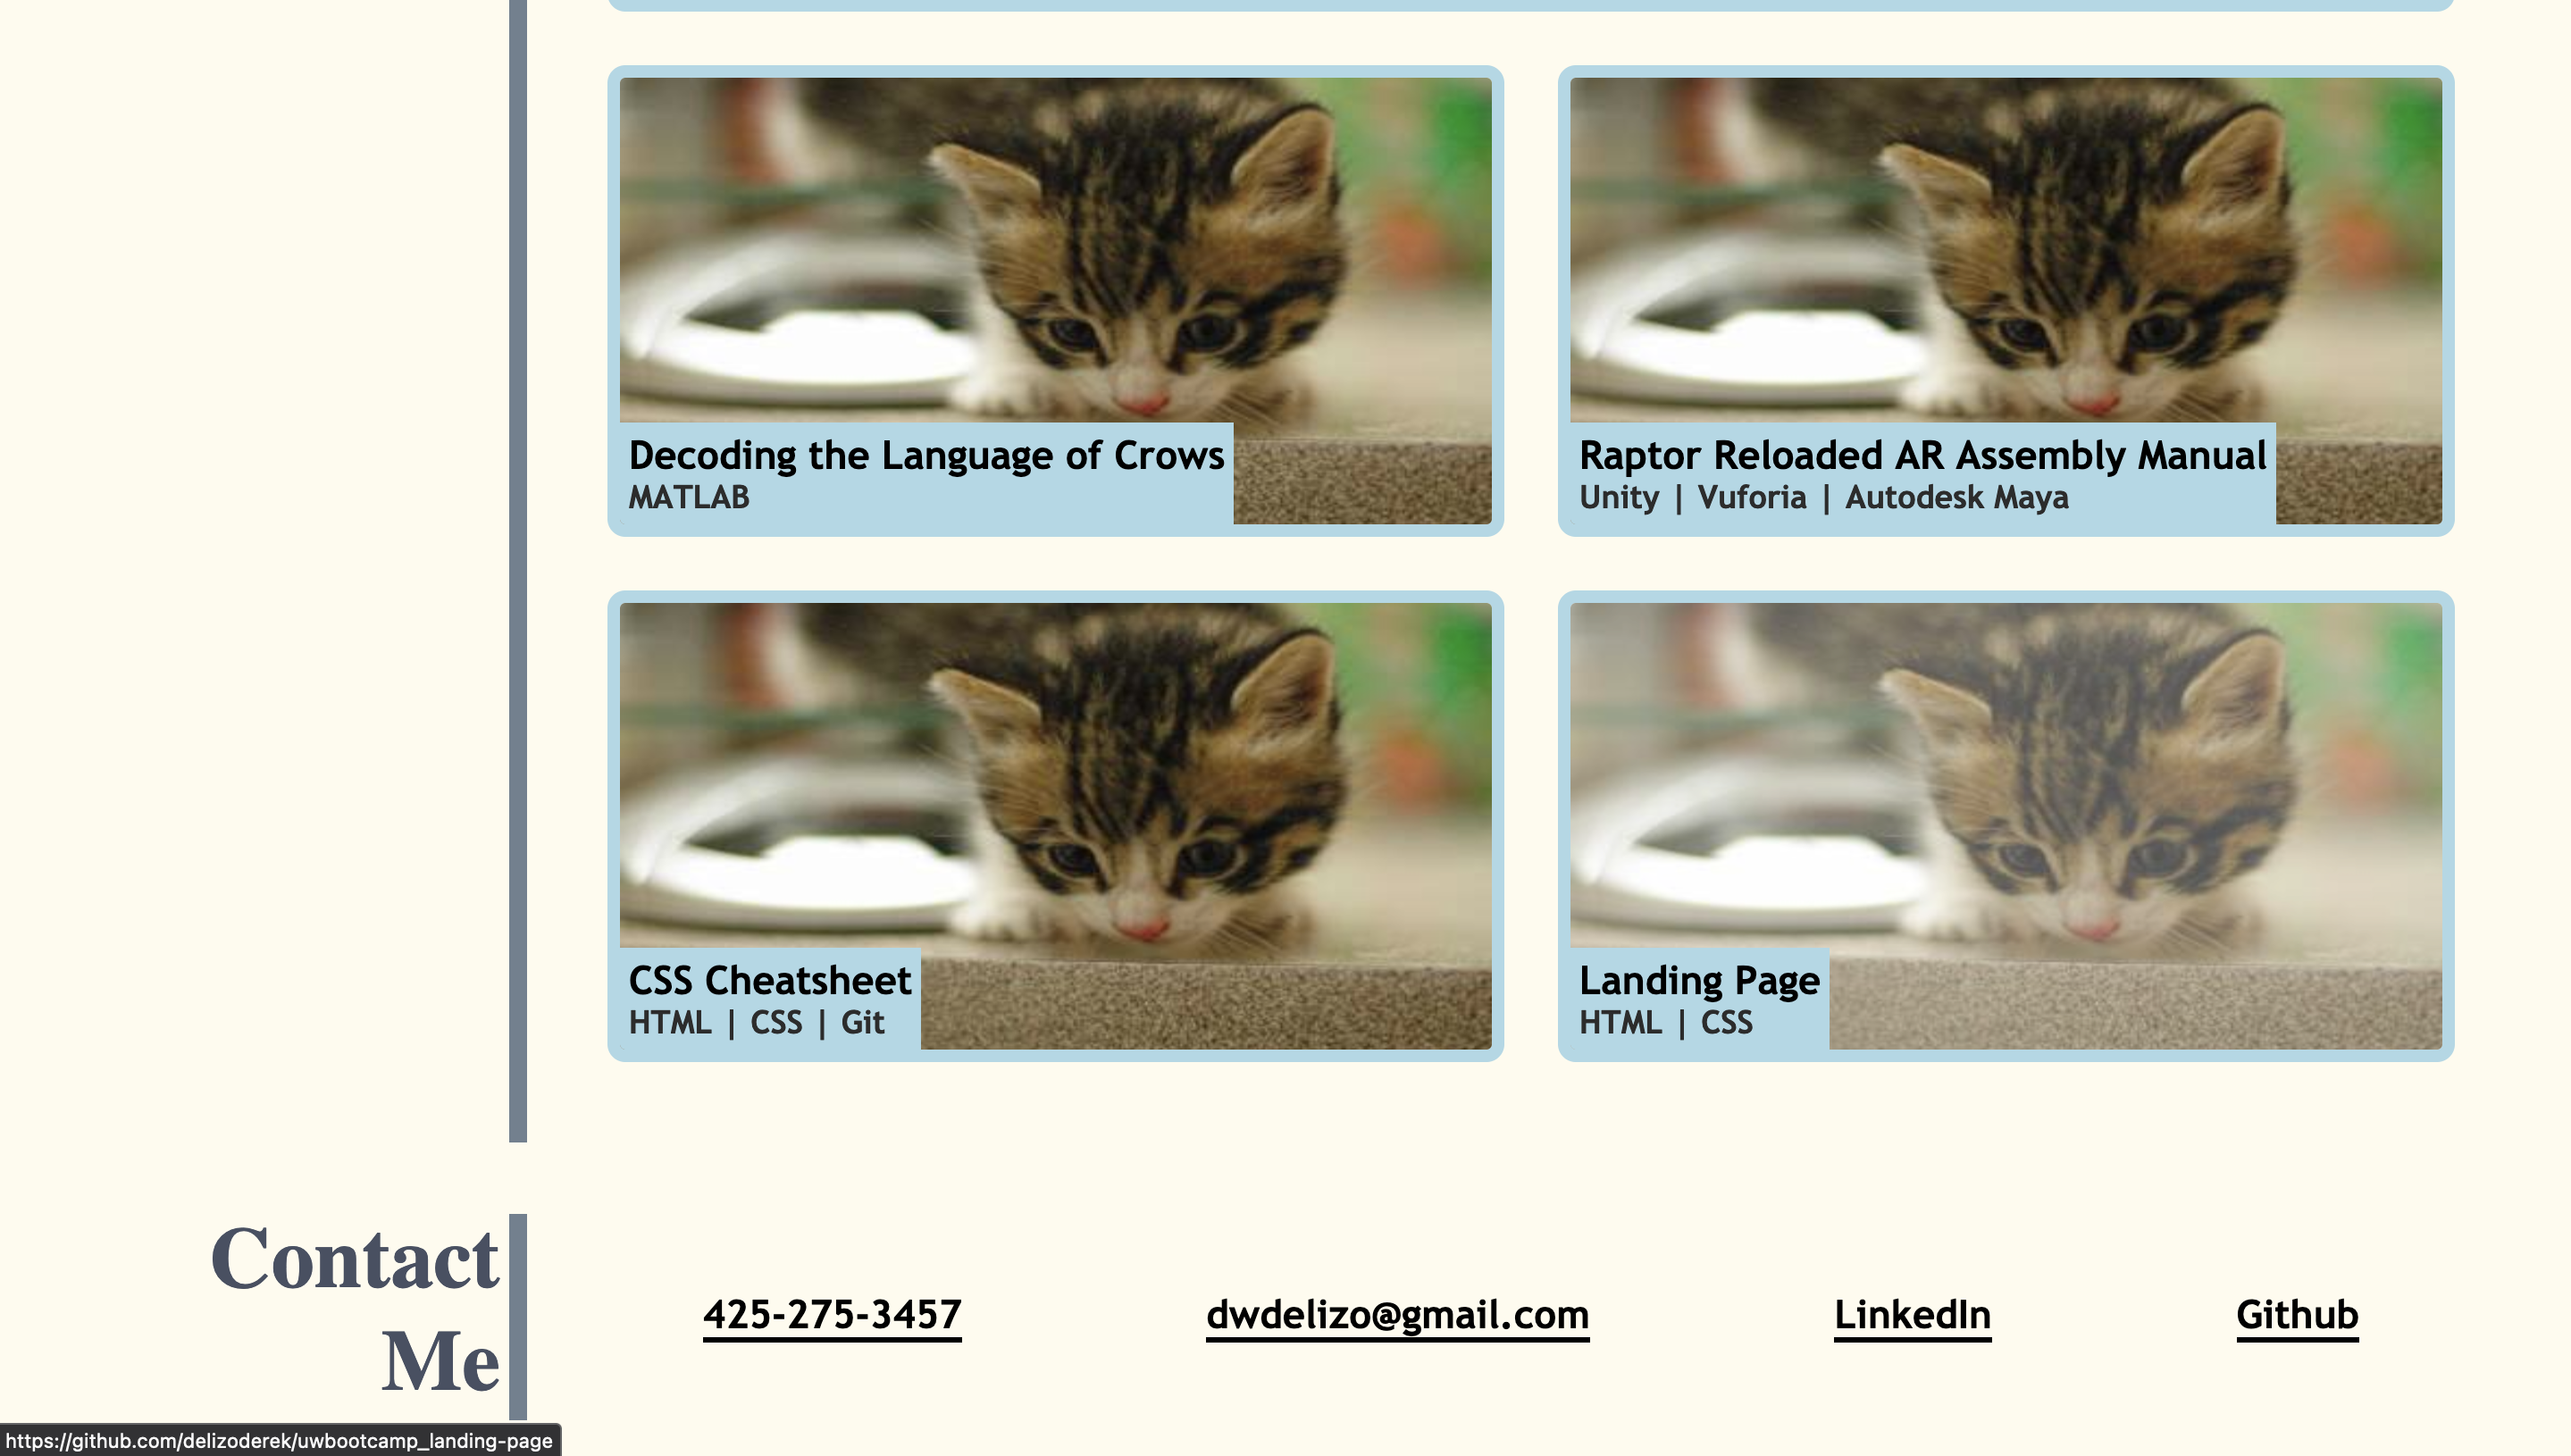 Decoding the Language of Crows
MATLAB
Raptor Reloaded AR Assembly Manual
Unity | Vuforia | Autodesk Maya
CSS Cheatsheet
HTML | CSS | Git
Landing Page
HTML | CSS
Contact
Me
425-275-3457
dwdelizo@gmail.com
LinkedIn
Github
https://github.com/delizoderek/uwbootcamp_landing-page